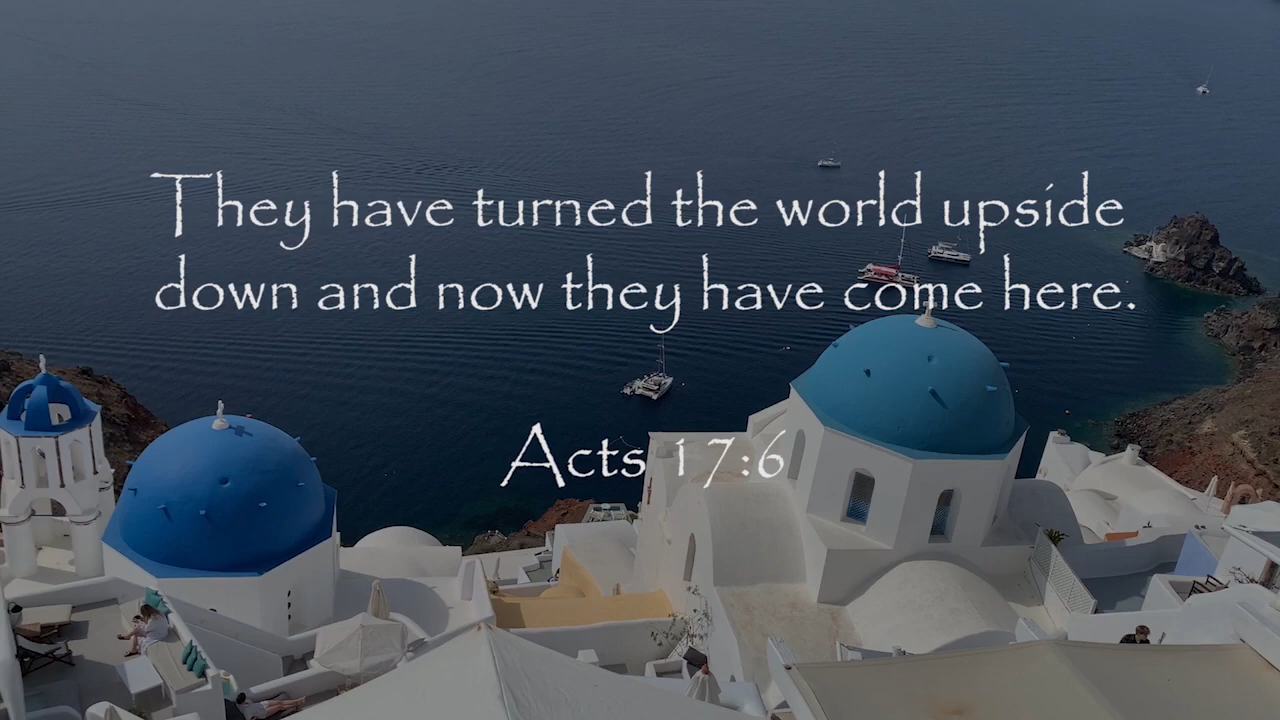 They have turned the world upside
down and now they have come here.
Acts 17:6